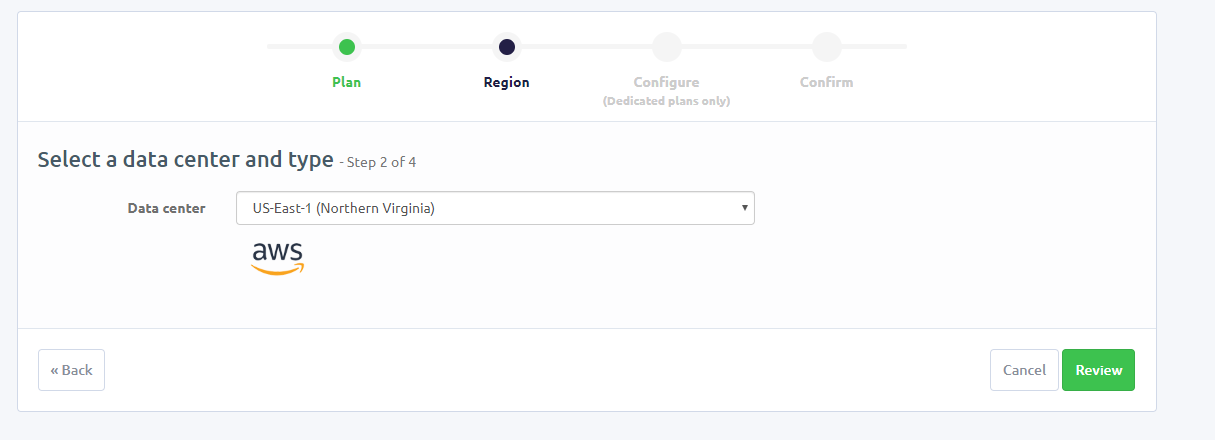 Plan Region Configure Confirm
(Dedicated plans only)
Select a data center and type - Step 2 of 4
Data center US-East-1 (Northern Virginia)
aws
« Back Cancel Review